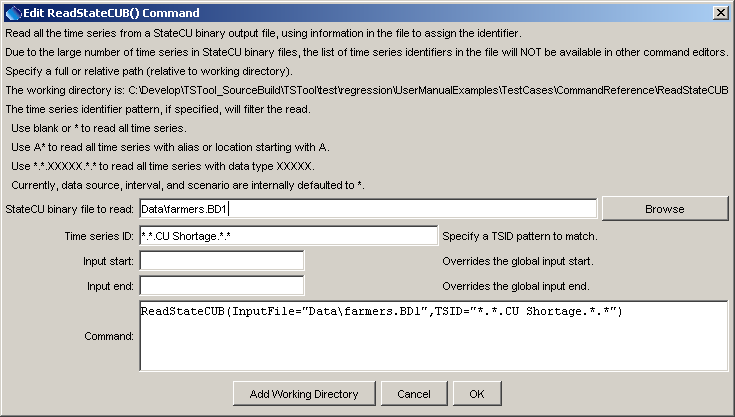 Edit ReadStateCUB() Command
Read all the time series from a StateCU binary output file, using information in the file to assign the identifier.
Due to the large number of time series in StateCU binary files, the list of time series identifiers in the file will NOT be available in other command editors.
Specify a full or relative path (relative to working directory).
The working directory is: C:\Develop\TSTool_SourceBuild\TSTool\test\regression\UserManualExamples\TestCases\CommandReference\ReadStateCUB
The time series identifier pattern, if specified, will filter the read.
Use blank or * to read all time series.
Use A* to read all time series with alias or location starting with A.
Use *.*.XXXXX.*.* to read all time series with data type XXXXX.
Currently, data source, interval, and scenario are internally defaulted to *.
StateCU binary file to read: Data\farmers.BD1 Browse
Time series ID: *.*.CU Shortage.*.* Specify a TSID pattern to match.
Input start: Overrides the global input start.
Input end: Overrides the global input end.
ReadStateCUB(InputFile="Data\farmers.BD1",TSID="*.*.CU Shortage.*.*")
Command:
Add Working Directory Cancel OK